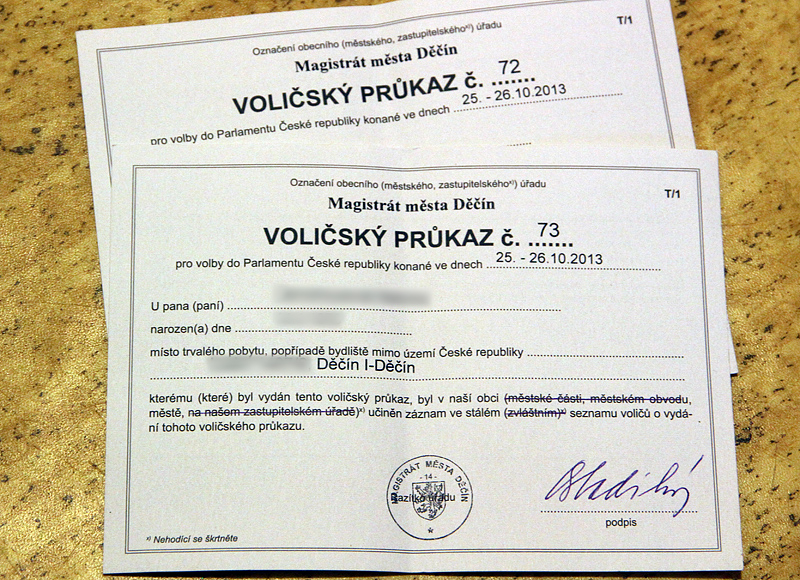 Označení obecního (městského, zastupitelskéhox)) úřadu
T/1
Magistrát města Děčín
VOLIČSKÝ PRŮKAZ č. 72
pro volby do Parlamentu České republiky konané ve dnech 25. - 26.10.2013
Označení obecního (městského, zastupitelskéhox)) úřadu
T/1
Magistrát města Děčín
VOLIČSKÝ PRŮKAZ č. 73
pro volby do Parlamentu České republiky konané ve dnech 25. - 26.10.2013
U pana (paní)
narozen(a) dne
místo trvalého pobytu, popřípadě bydliště mimo území České republiky
Děčín I-Děčín
kterému (které) byl vydán tento voličský průkaz, byl v naší obci (městské části, městském obvodu,
městě, na našem zastupitelském úřadě)x) učiněn záznam ve stálém (zvláštním)x) seznamu voličů o vydá-
ní tohoto voličského průkazu.
MAGISTRÁT MĚSTA DĚČÍN
- 14 -
Razítko úřadu
podpis
x) Nehodící se škrtněte